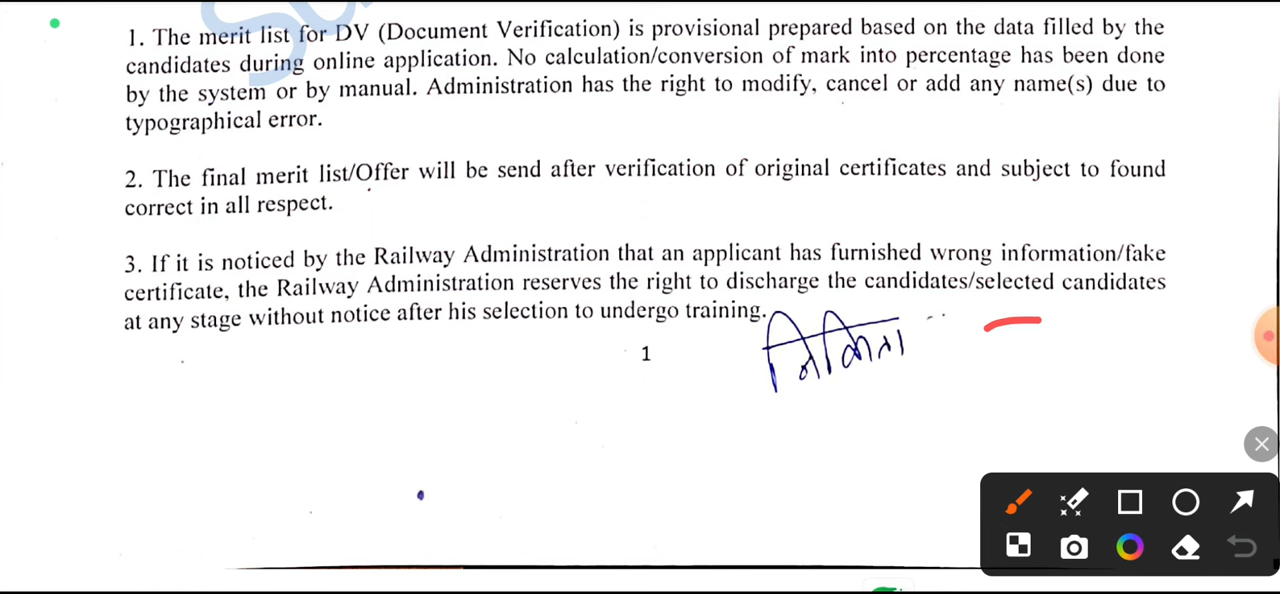 1. The merit list for DV (Document Verification) is provisional prepared based on the data filled by the
candidates during online application. No calculation/conversion of mark into percentage has been done
by the system or by manual. Administration has the right to modify, cancel or add any name(s) due to
typographical error.
2. The final merit list/Offer will be send after verification of original certificates and subject to found
correct in all respect.
3. If it is noticed by the Railway Administration that an applicant has furnished wrong information/fake
certificate, the Railway Administration reserves the right to discharge the candidates/selected candidates
at any stage without notice after his selection to undergo training.
1